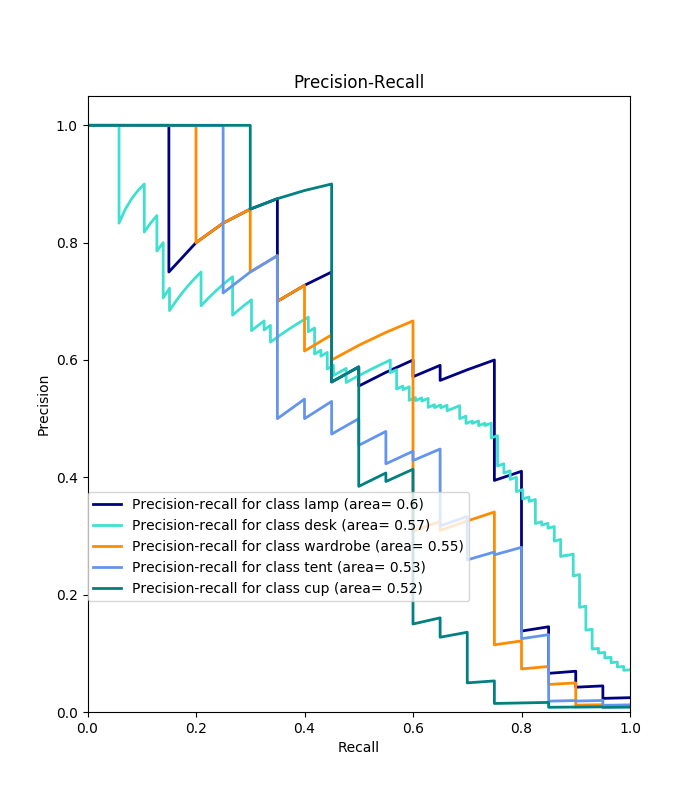 Precision-Recall
1.0
0.8
0.6
0.4
0.2
0.0
Precision
Precision-recall for class lamp (area= 0.6)
Precision-recall for class desk (area= 0.57)
Precision-recall for class wardrobe (area= 0.55)
Precision-recall for class tent (area= 0.53)
Precision-recall for class cup (area= 0.52)
0.0 0.2 0.4 0.6 0.8 1.0
Recall